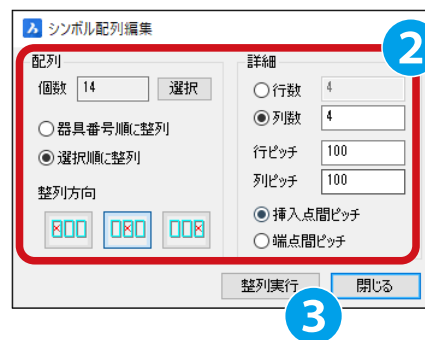 シンボル配列編集
配列
個数 14 選択
器具番号順に整列
選択順に整列
整列方向
詳細
行数 4
列数 4
行ピッチ 100
列ピッチ 100
挿入点間ピッチ
端点間ピッチ
整列実行 閉じる
2
3